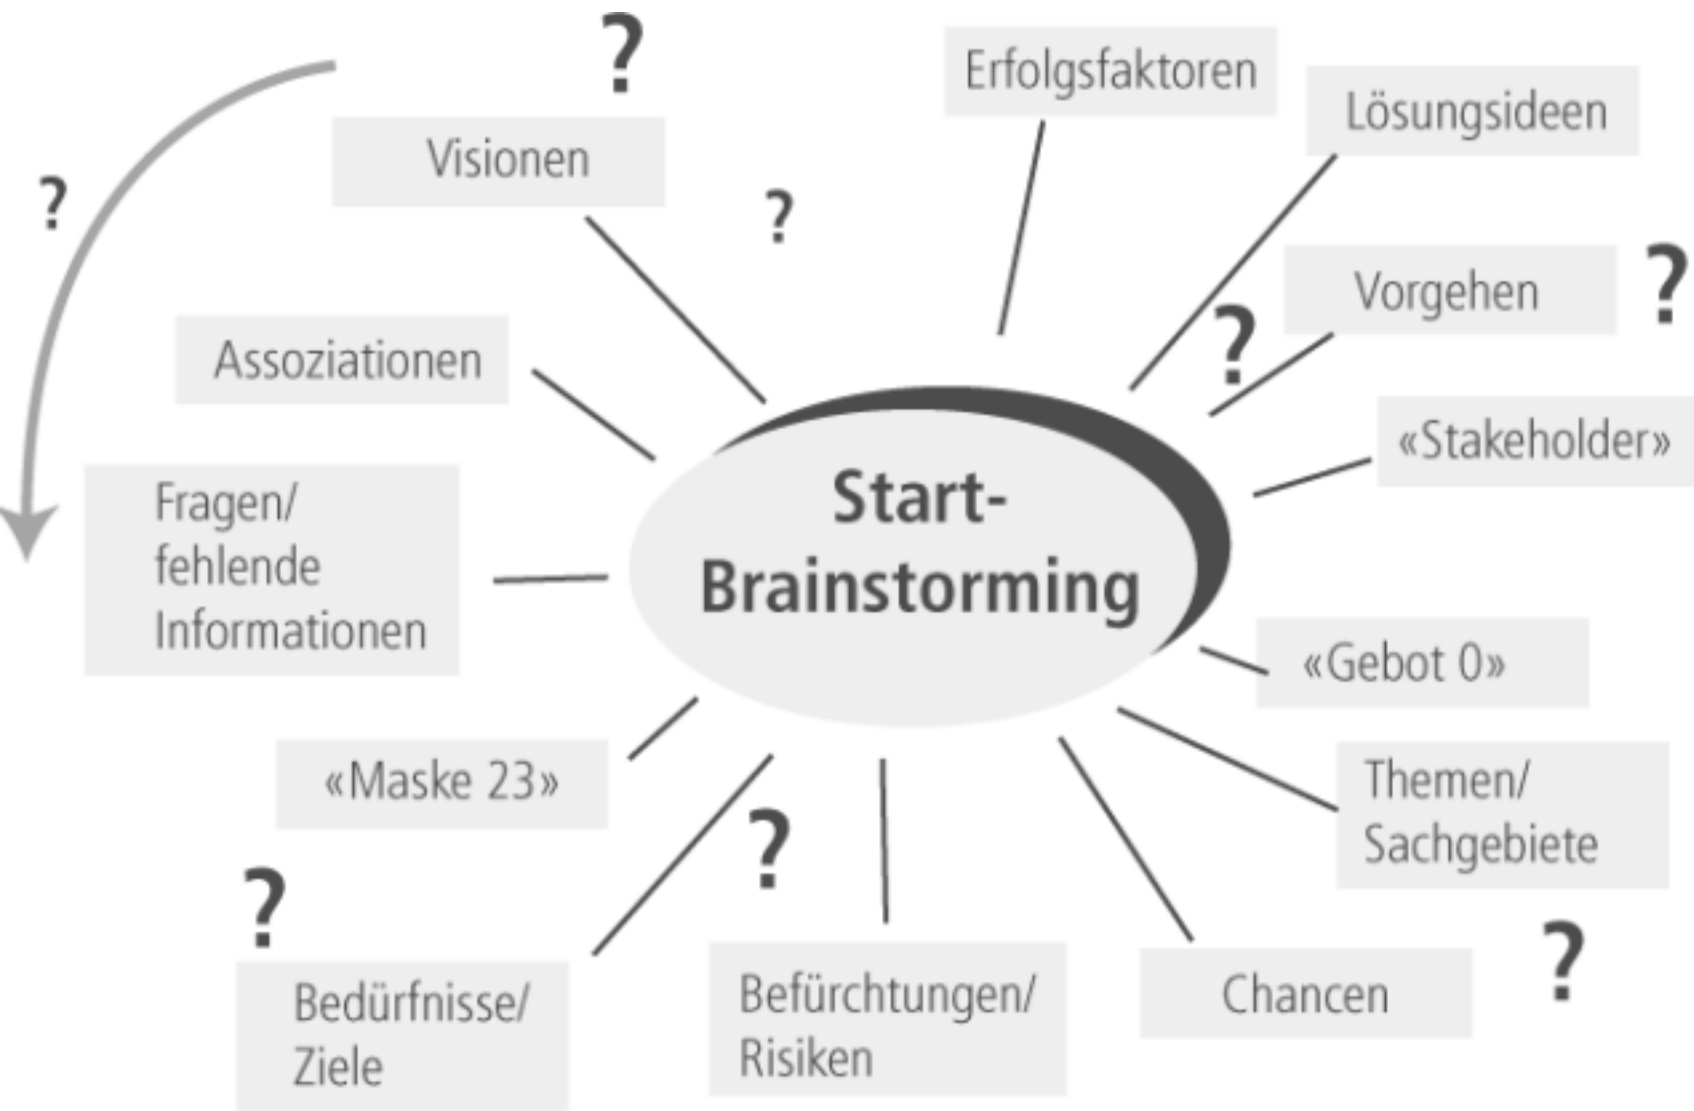 ?
Erfolgsfaktoren
Lösungsideen
Visionen
?
?
Vorgehen
?
?
Assoziationen
«Stakeholder»
Start-
Brainstorming
Fragen/
fehlende
Informationen
«Gebot 0»
«Maske 23»
Themen/
Sachgebiete
?
?
?
Bedürfnisse/
Ziele
Befürchtungen/
Risiken
Chancen